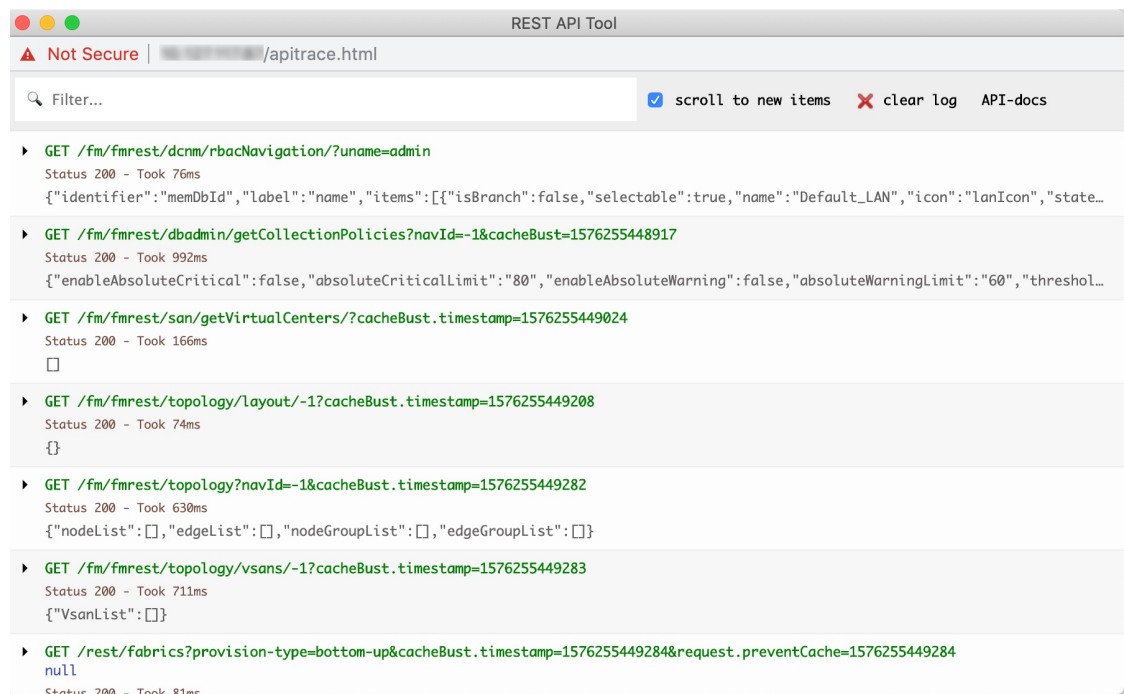 REST API Tool
Not Secure /apitrace.html
Filter... scroll to new items clear log API-docs
GET /fm/fmrest/dcnm/rbacNavigation/?uname=admin
Status 200 - Took 76ms
{"identifier":"memDbId","label":"name","items":[{"isBranch":false,"selectable":true,"name":"Default_LAN","icon":"lanIcon","state…
GET /fm/fmrest/dbadmin/getCollectionPolicies?navId=-1&cacheBust=1576255448917
Status 200 - Took 992ms
{"enableAbsoluteCritical":false,"absoluteCriticalLimit":"80","enableAbsoluteWarning":false,"absoluteWarningLimit":"60","threshol…
GET /fm/fmrest/san/getVirtualCenters/?cacheBust.timestamp=1576255449024
Status 200 - Took 166ms
[]
GET /fm/fmrest/topology/layout/-1?cacheBust.timestamp=1576255449208
Status 200 - Took 74ms
{}
GET /fm/fmrest/topology?navId=-1&cacheBust.timestamp=1576255449282
Status 200 - Took 630ms
{"nodeList":[],"edgeList":[],"nodeGroupList":[],"edgeGroupList":[]}
GET /fm/fmrest/topology/vsans/-1?cacheBust.timestamp=1576255449283
Status 200 - Took 711ms
{"VsanList":[]}
GET /rest/fabrics?provision-type=bottom-up&cacheBust.timestamp=1576255449284&request.preventCache=1576255449284
null
Status 200 - Took 81ms